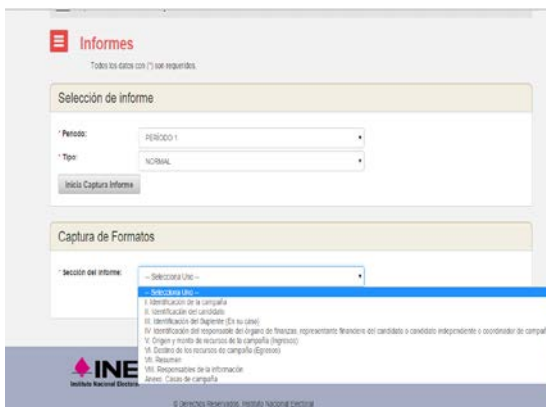 Informes
Todos los datos con (*) son requeridos.
Selección de informe
* Periodo:
PERÍODO 1
* Tipo:
NORMAL
Inicia Captura Informe
Captura de Formatos
* Sección del informe:
-- Selecciona Uno --
-- Selecciona Uno --
I. Identificación de la campaña
II. Identificación del candidato
III. Identificación del Suplente (En su caso)
IV. Identificación del responsable del órgano de finanzas, representante financiero del candidato o candidato independiente o coordinador de campañ
V. Origen y monto de recursos de la campaña (Ingresos)
VI. Destino de los recursos de campaña (Egresos)
VII. Resumen
VIII. Responsables de la información
Anexo. Casas de campaña
INE
Instituto Nacional Electora
© Derechos Reservados, Instituto Nacional Electoral